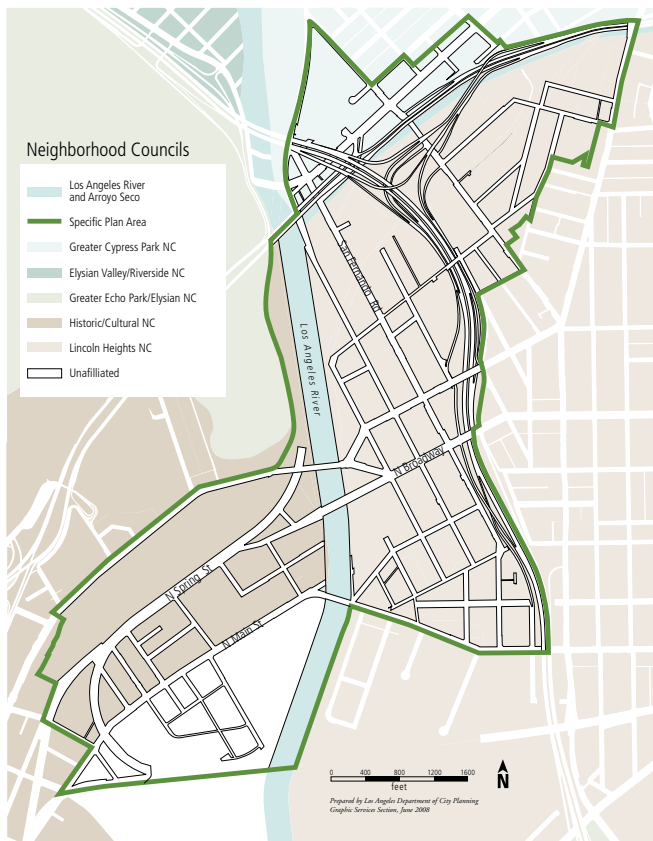 Neighborhood Councils
Los Angeles River
and Arroyo Seco
Specific Plan Area
Greater Cypress Park NC
Elysian Valley/Riverside NC
Greater Echo Park/Elysian NC
Historic/Cultural NC
Lincoln Heights NC
Unafilliated
San Fernando Rd
Los Angeles River
N Broadway
N Spring St
N Main St
0 400 800 1200 1600
feet
N
Prepared by Los Angeles Department of City Planning
Graphic Services Section, June 2008